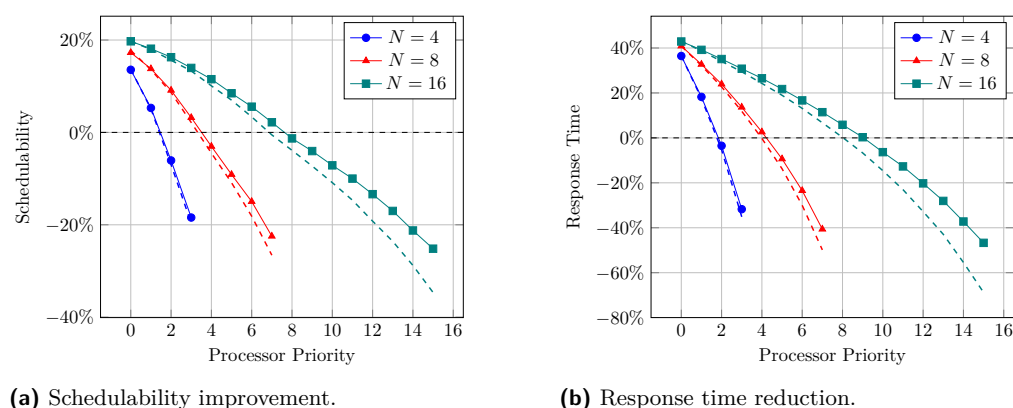 20%
0%
−20%
−40%
Schedulability
0 2 4 6 8 10 12 14 16
Processor Priority
N = 4
N = 8
N = 16
(a) Schedulability improvement.
40%
20%
0%
−20%
−40%
−60%
−80%
Response Time
0 2 4 6 8 10 12 14 16
Processor Priority
N = 4
N = 8
N = 16
(b) Response time reduction.